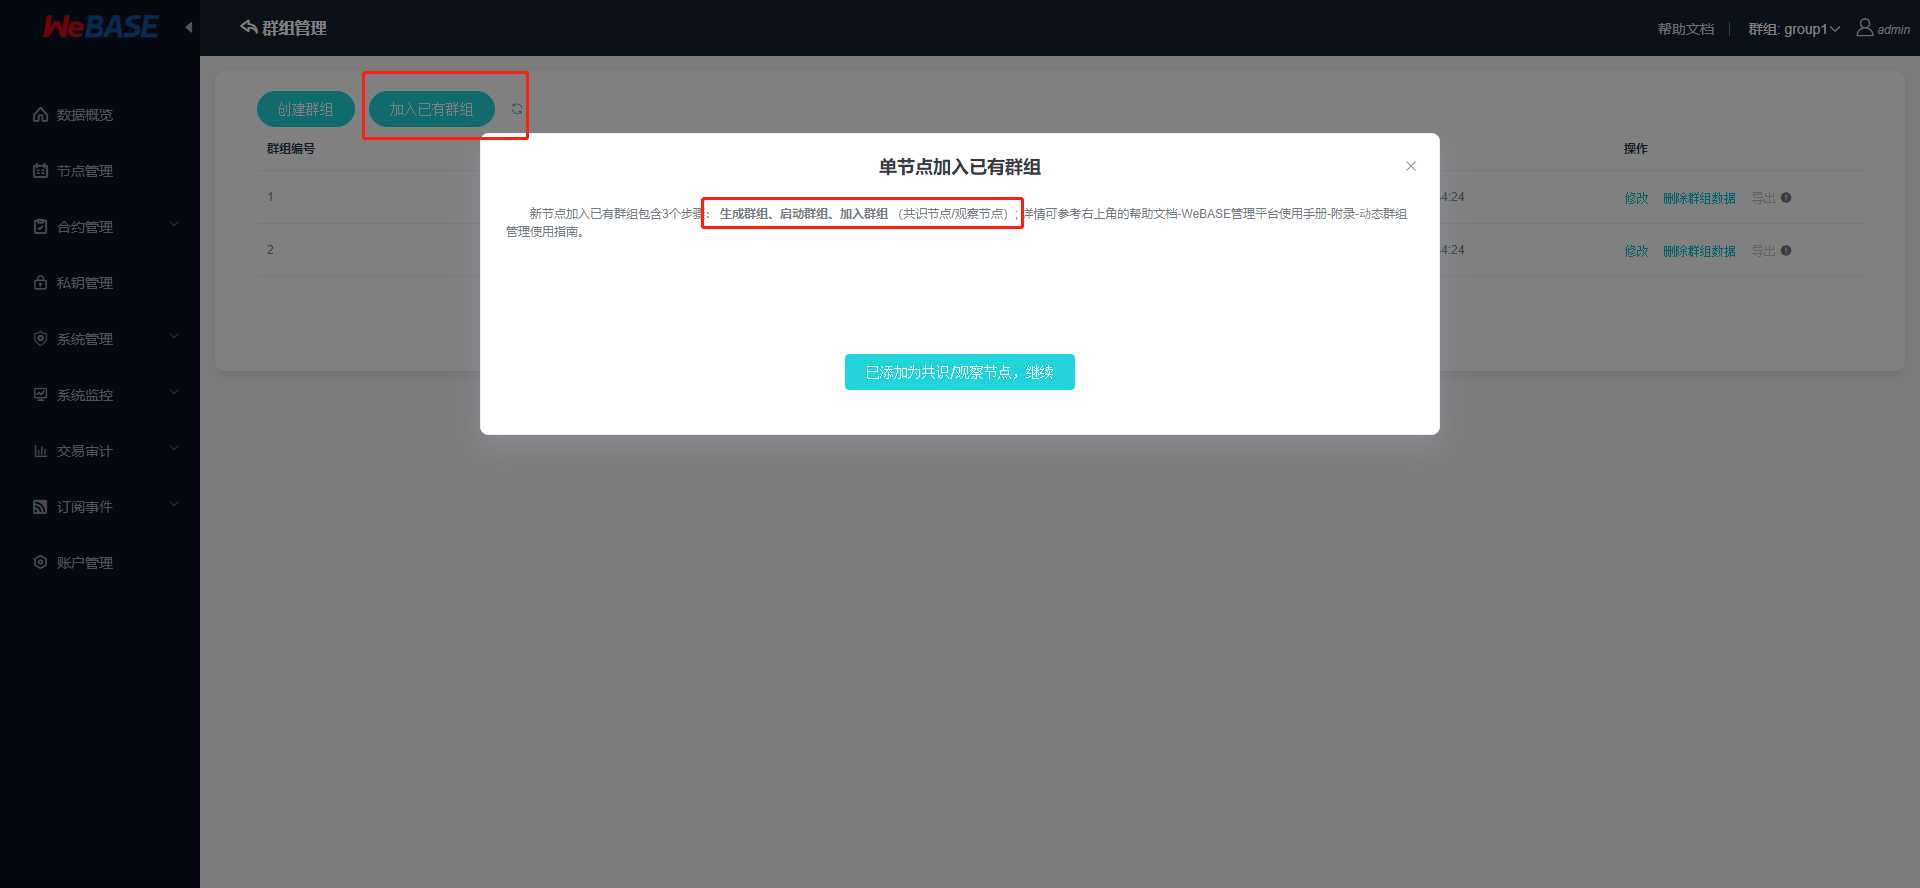 WeBASE
群组管理
帮助文档
群组: group1
admin
数据概览
节点管理
合约管理
私钥管理
系统管理
系统监控
交易审计
订阅事件
账户管理
创建群组
加入已有群组
群组编号
操作
1
4:24
修改
删除群组数据
导出
2
4:24
修改
删除群组数据
导出
单节点加入已有群组
新节点加入已有群组包含3个步骤： 生成群组、启动群组、加入群组 （共识节点/观察节点）; 详情可参考右上角的帮助文档-WeBASE管理平台使用手册-附录-动态群组
管理使用指南。
已添加为共识/观察节点，继续